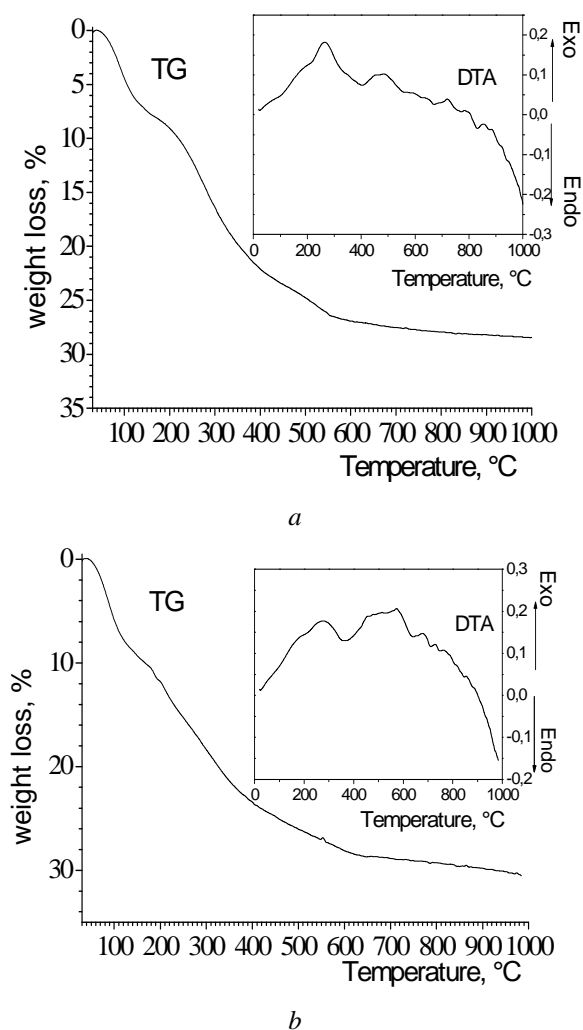 0
5
10
15
20
25
30
35
weight loss, %
TG
100 200 300 400 500 600 700 800 900 1000
Temperature, °C
DTA
0,2
0,1
0,0
-0,1
-0,2
-0,3
Exo
Endo
0 200 400 600 800 1000
Temperature, °C
a
0
10
20
30
weight loss, %
TG
100 200 300 400 500 600 700 800 900 1000
Temperature, °C
DTA
0,3
0,2
0,1
0,0
-0,1
-0,2
Exo
Endo
0 200 400 600 800 1000
Temperature, °C
b